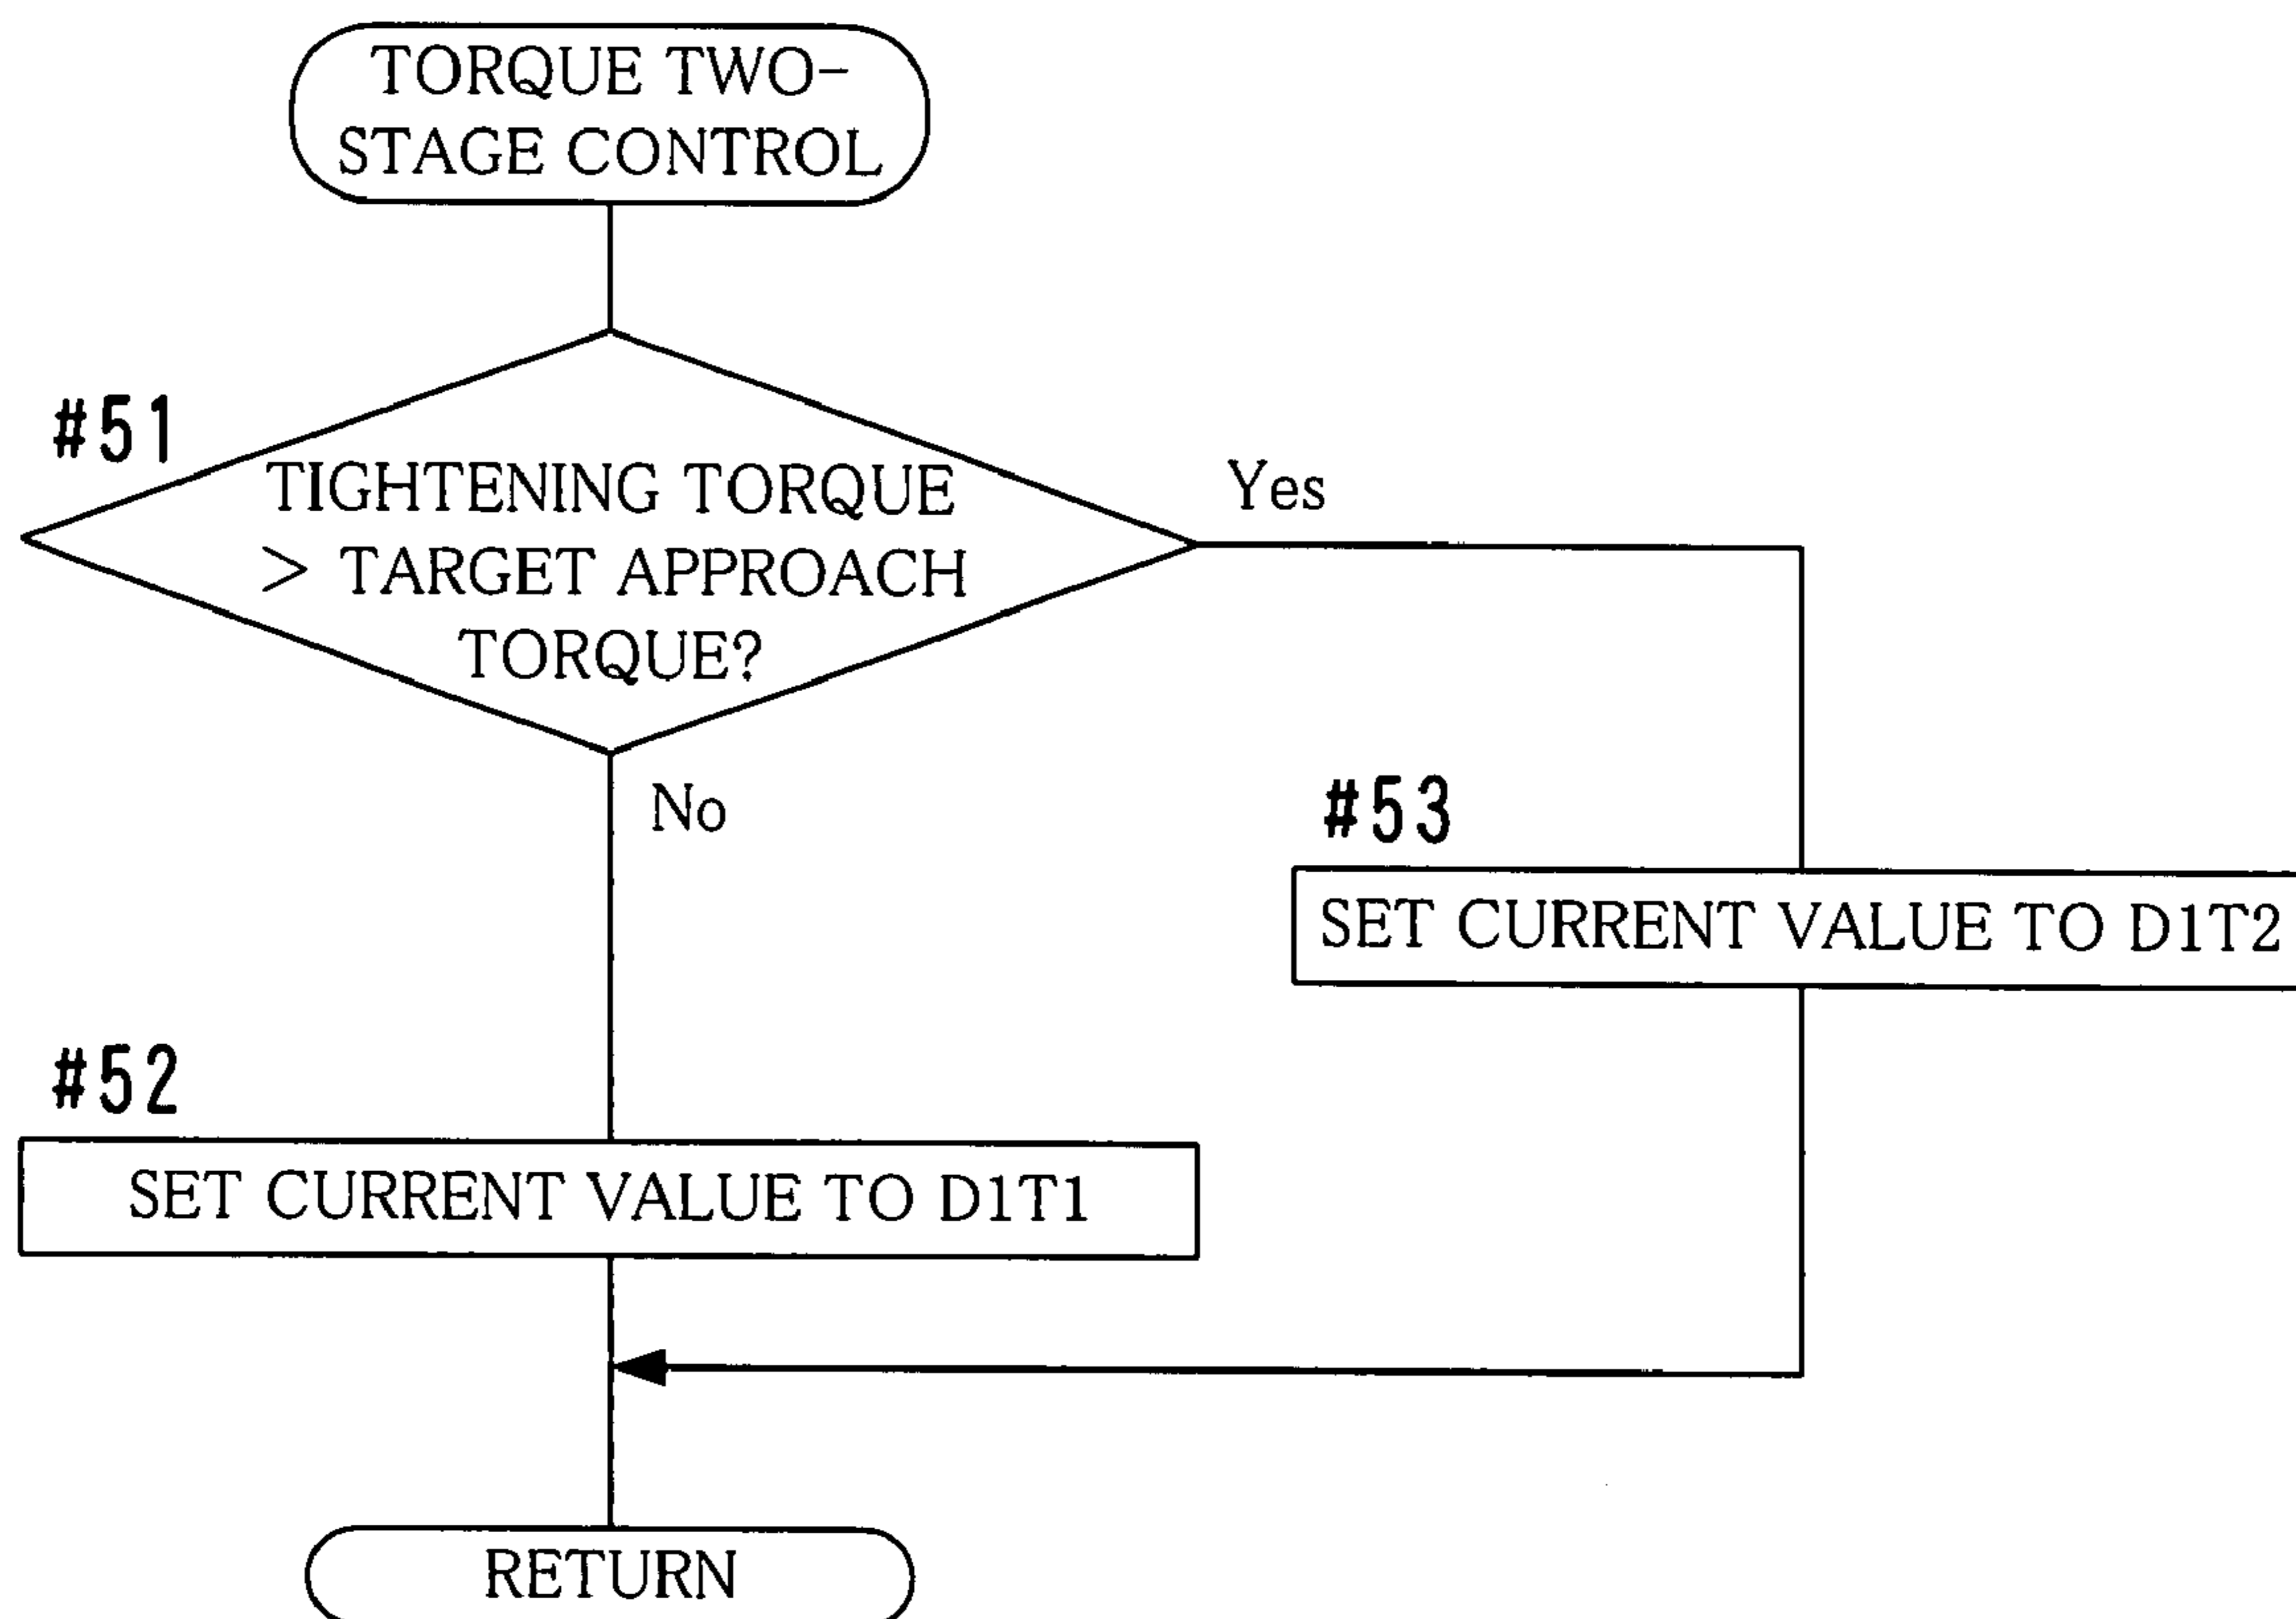 TORQUE TWO-
STAGE CONTROL
#51
TIGHTENING TORQUE
> TARGET APPROACH
TORQUE?
Yes
No
#53
SET CURRENT VALUE TO D1T2
#52
SET CURRENT VALUE TO D1T1
RETURN